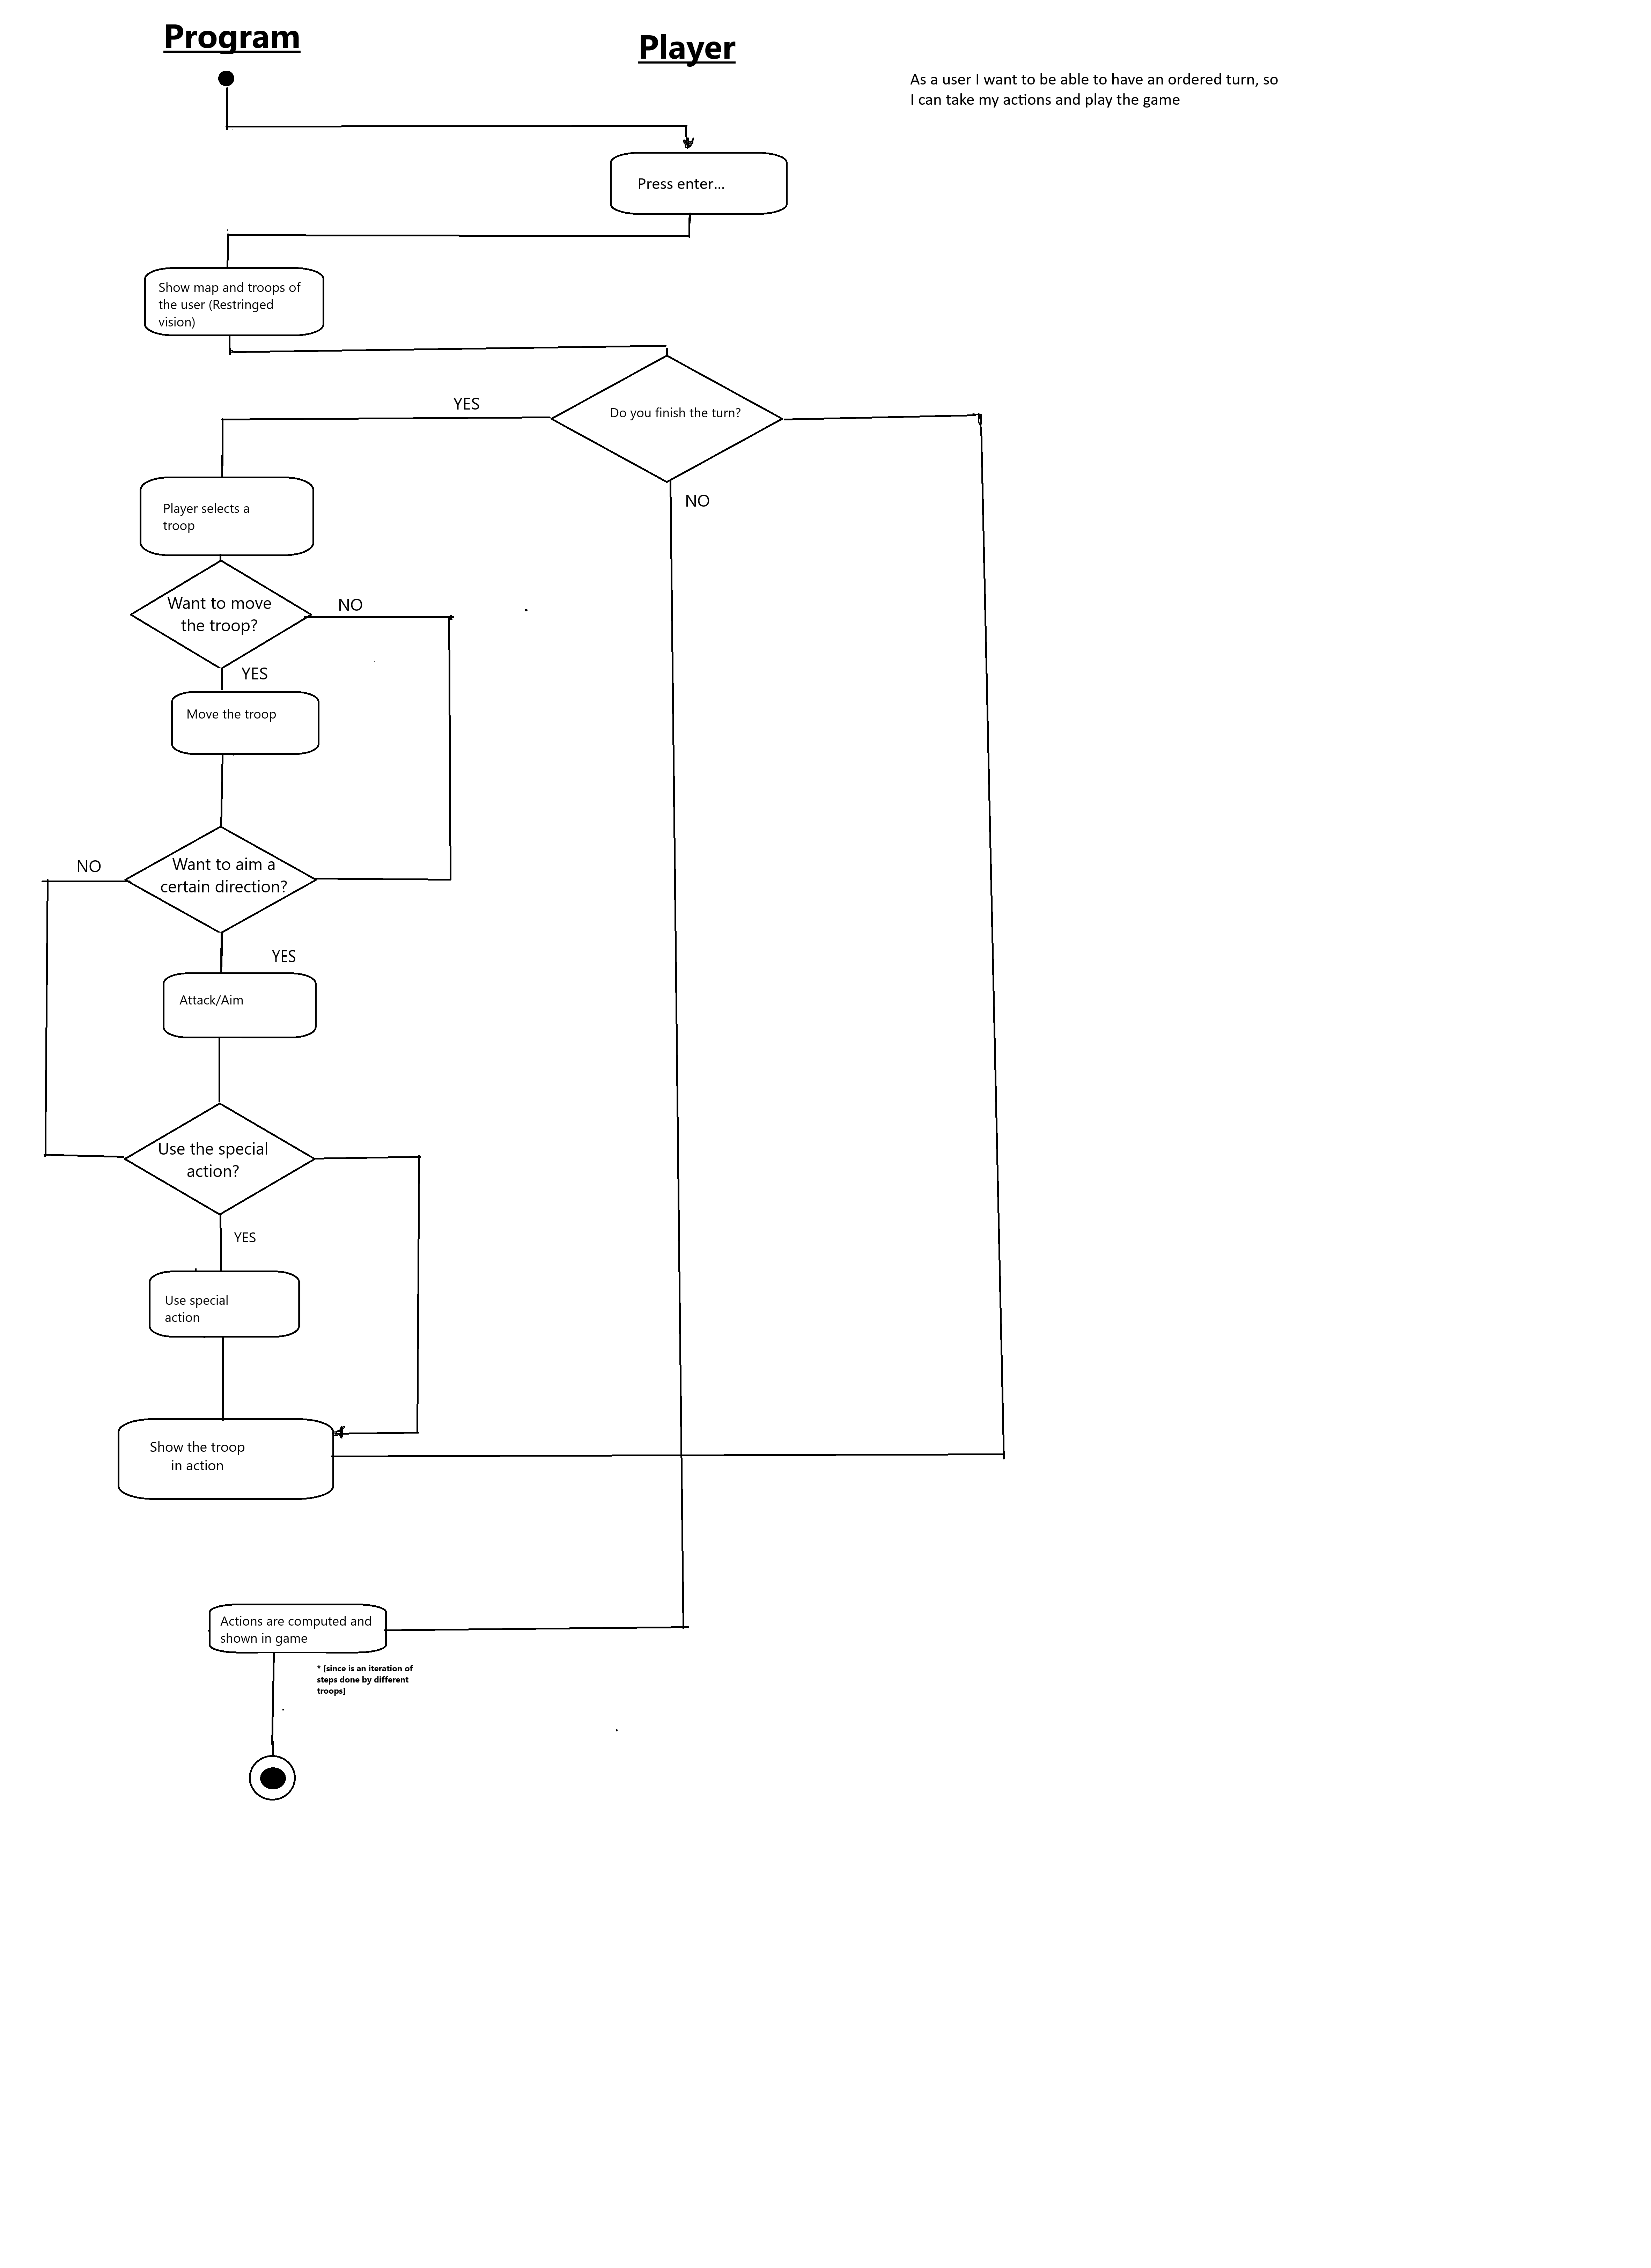 Program
Player
As a user I want to be able to have an ordered turn, so
I can take my actions and play the game
Press enter...
Show map and troops of
the user (Restringed
vision)
YES
Do you finish the turn?
NO
Player selects a
troop
Want to move
the troop?
NO
YES
Move the troop
NO
Want to aim a
certain direction?
YES
Attack/Aim
Use the special
action?
YES
Use special
action
Show the troop
in action
Actions are computed and
shown in game
* [since is an iteration of
steps done by different
troops]